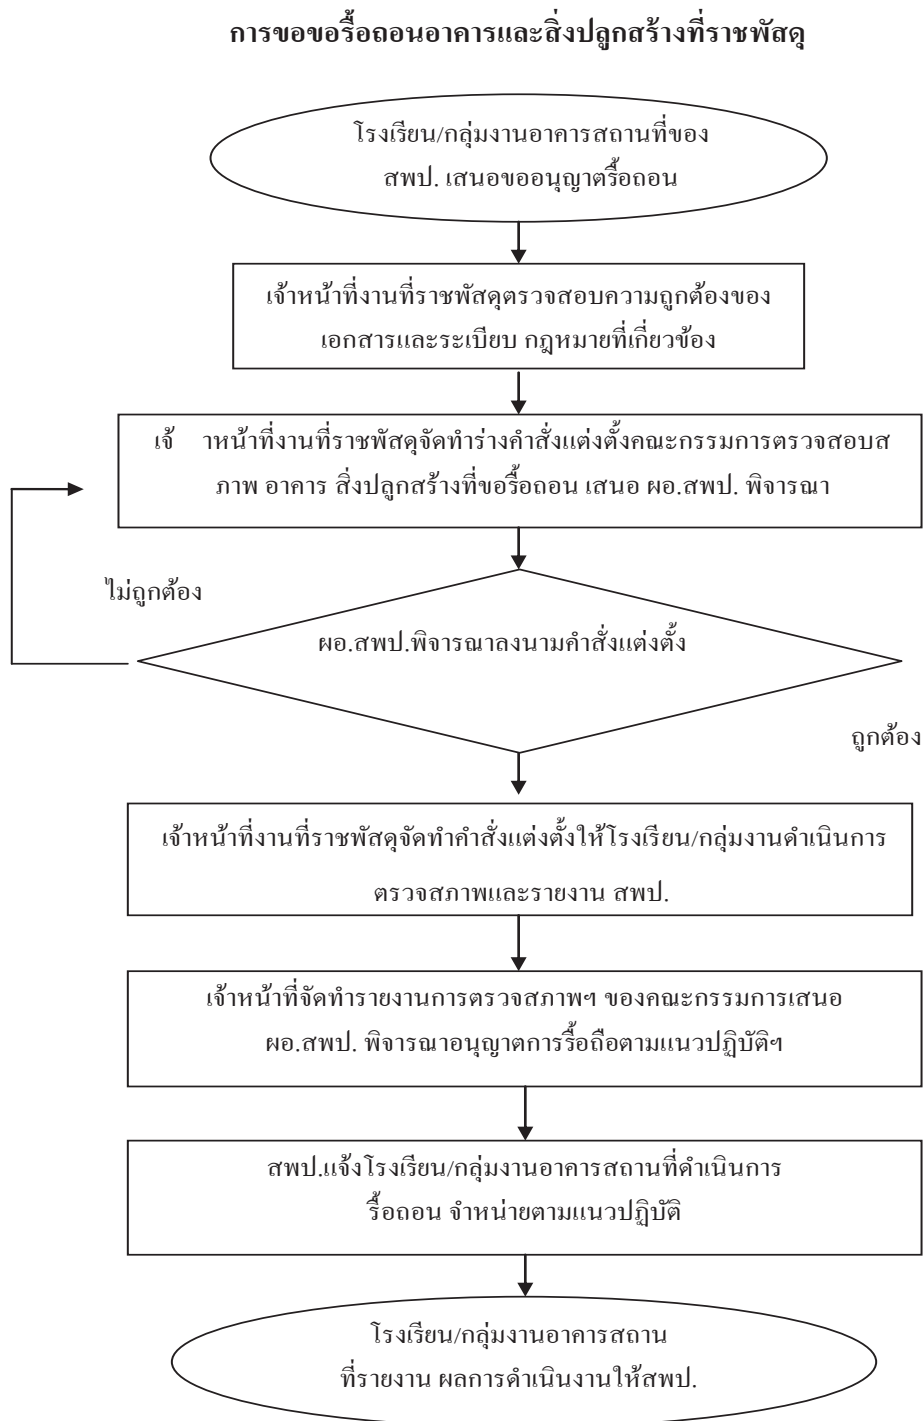 การขอขอรื้อถอนอาคารและสิ่งปลูกสร้างที่ราชพัสดุ
โรงเรียน/กลุ่มงานอาคารสถานที่ของ
สพป. เสนอขออนุญาตรื้อถอน
เจ้าหน้าที่งานที่ราชพัสดุตรวจสอบความถูกต้องของ
เอกสารและระเบียบ กฎหมายที่เกี่ยวข้อง
เจ้ าหน้าที่งานที่ราชพัสดุจัดทำร่างคำสั่งแต่งตั้งคณะกรรมการตรวจสอบส
ภาพ อาคาร สิ่งปลูกสร้างที่ขอรื้อถอน เสนอ ผอ.สพป. พิจารณา
ไม่ถูกต้อง
ผอ.สพป.พิจารณาลงนามคำสั่งแต่งตั้ง
ถูกต้อง
เจ้าหน้าที่งานที่ราชพัสดุจัดทำคำสั่งแต่งตั้งให้โรงเรียน/กลุ่มงานดำเนินการ
ตรวจสภาพและรายงาน สพป.
เจ้าหน้าที่จัดทำรายงานการตรวจสภาพฯ ของคณะกรรมการเสนอ
ผอ.สพป. พิจารณาอนุญาตการรื้อถือตามแนวปฏิบัติฯ
สพป.แจ้งโรงเรียน/กลุ่มงานอาคารสถานที่ดำเนินการ
รื้อถอน จำหน่ายตามแนวปฏิบัติ
โรงเรียน/กลุ่มงานอาคารสถาน
ที่รายงาน ผลการดำเนินงานให้สพป.